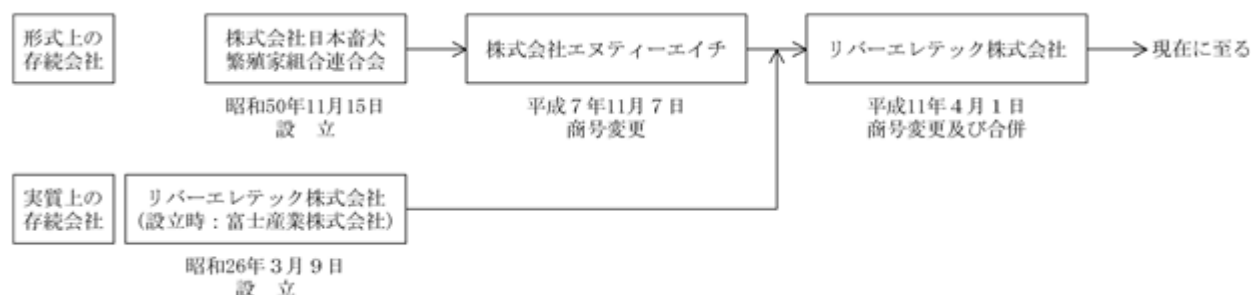 形式上の
存続会社
株式会社日本畜犬
繁殖家組合連合会
昭和50年11月15日
設 立
株式会社エヌティーエイチ
平成7年11月7日
商号変更
リバーエレテック株式会社
平成11年4月1日
商号変更及び合併
現在に至る
実質上の
存続会社
リバーエレテック株式会社
(設立時：富士産業株式会社)
昭和26年3月9日
設 立